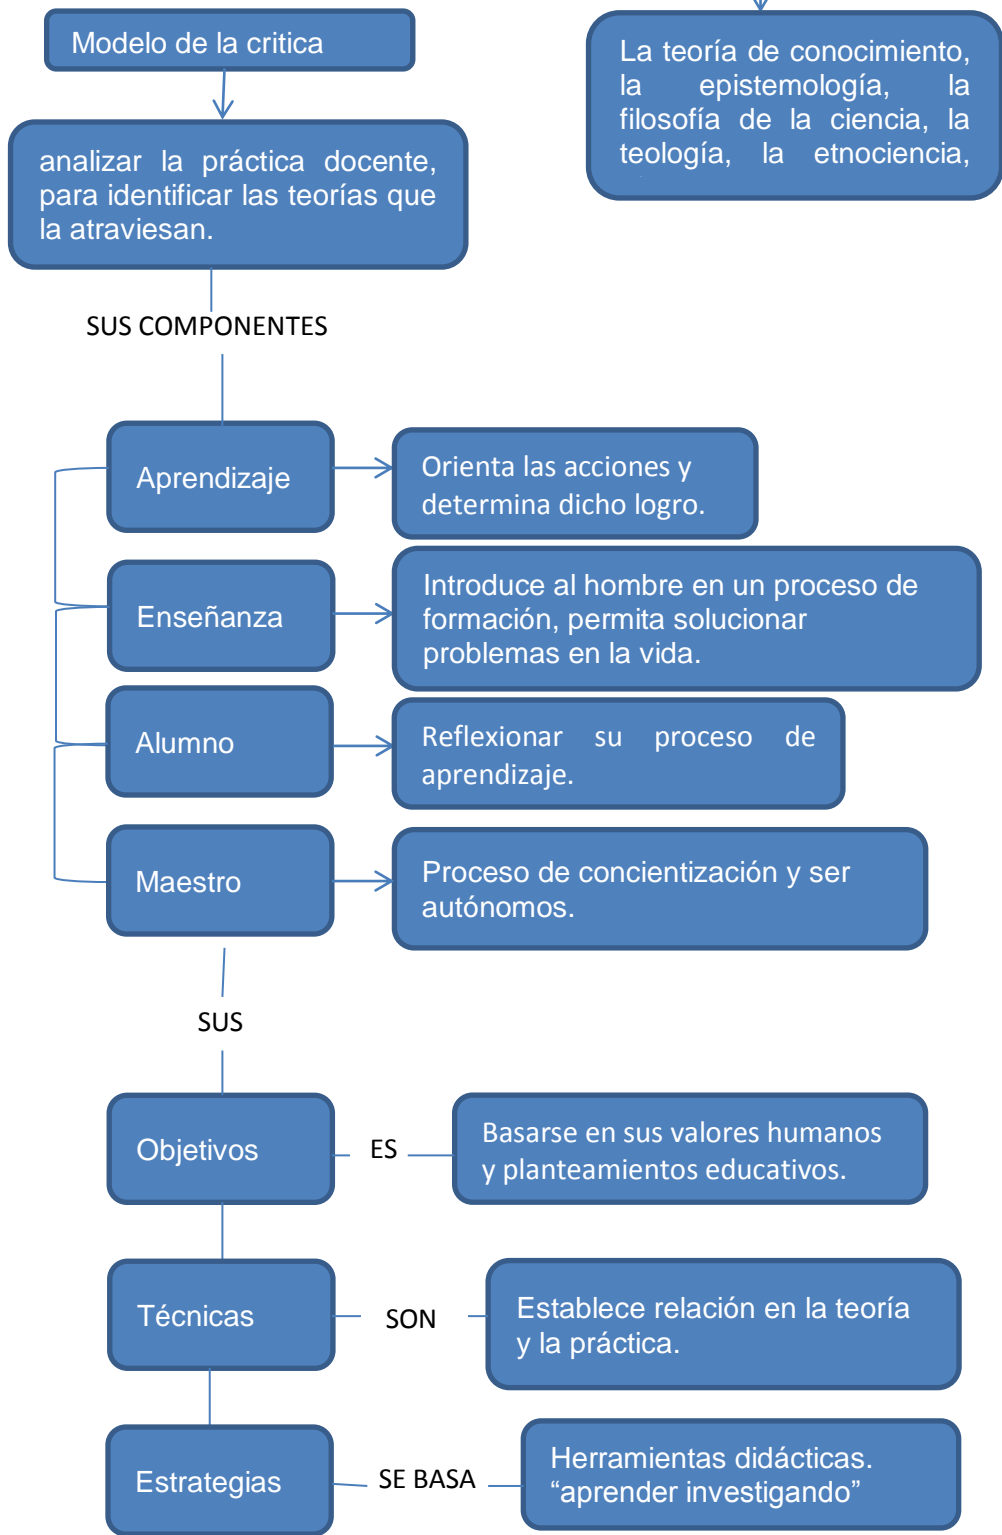 Modelo de la critica
analizar la práctica docente,
para identificar las teorías que
la atraviesan.
La teoría de conocimiento,
la epistemología, la
filosofía de la ciencia, la
teología, la etnociencia,
SUS COMPONENTES
Aprendizaje
Orienta las acciones y
determina dicho logro.
Enseñanza
Introduce al hombre en un proceso de
formación, permita solucionar
problemas en la vida.
Alumno
Reflexionar su proceso de
aprendizaje.
Maestro
Proceso de concientización y ser
autónomos.
SUS
Objetivos
ES
Basarse en sus valores humanos
y planteamientos educativos.
Técnicas
SON
Establece relación en la teoría
y la práctica.
Estrategias
SE BASA
Herramientas didácticas.
“aprender investigando”